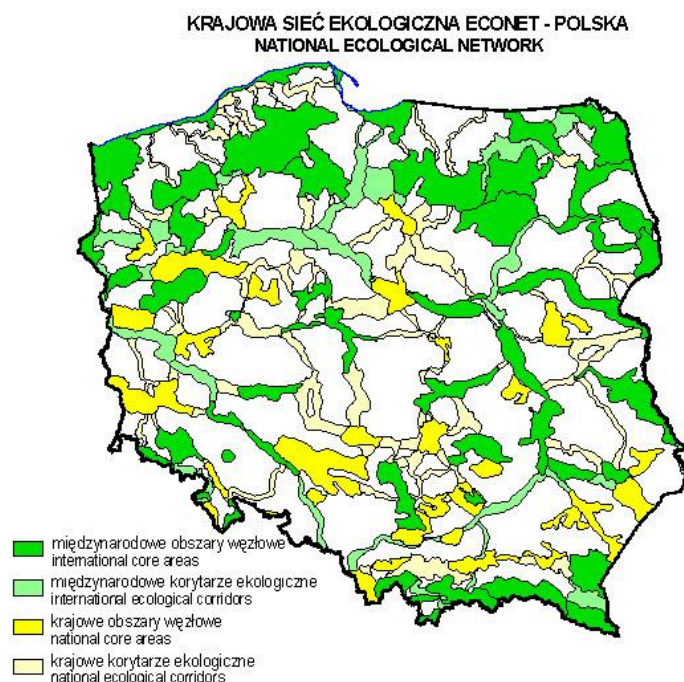 KRAJOWA SIEĆ EKOLOGICZNA ECONET - POLSKA
NATIONAL ECOLOGICAL NETWORK
międzynarodowe obszary węzłowe
international core areas
międzynarodowe korytarze ekologiczne
international ecological corridors
krajowe obszary węzłowe
national core areas
krajowe korytarze ekologiczne
national ecological corridors